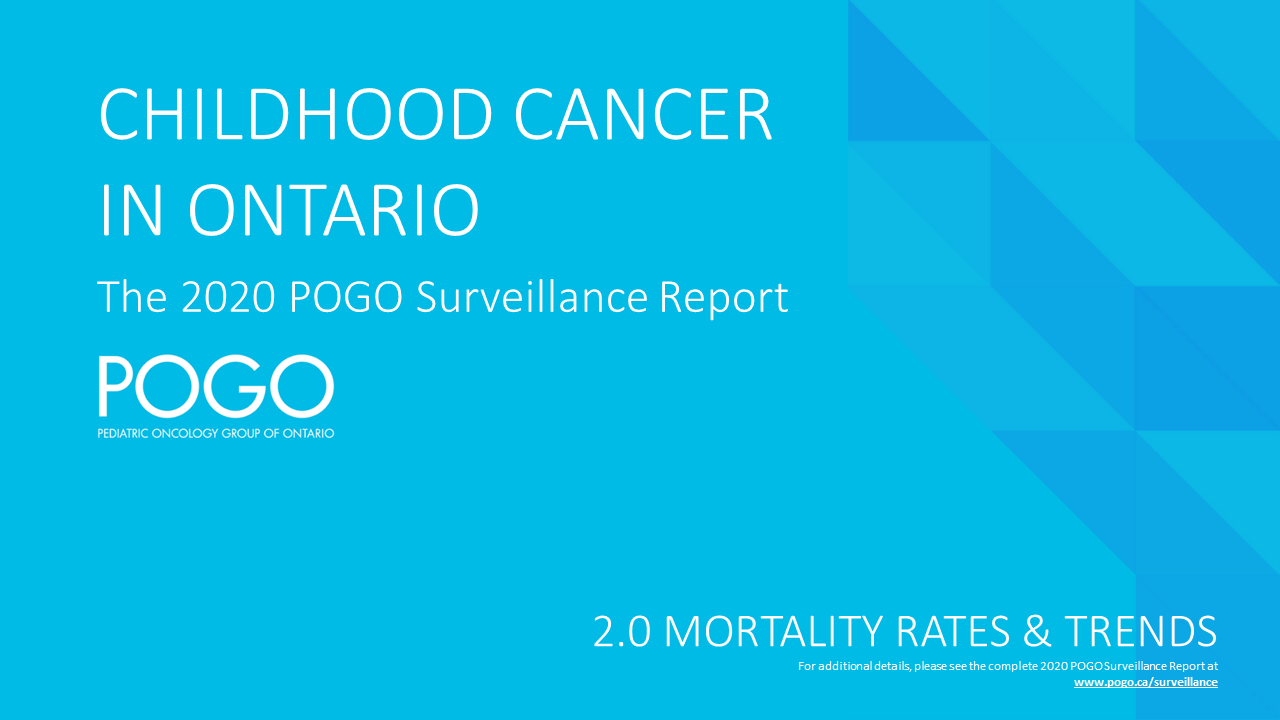 CHILDHOOD CANCER
IN ONTARIO
The 2020 POGO Surveillance Report
POGO
PEDIATRIC ONCOLOGY GROUP OF ONTARIO
2.0 MORTALITY RATES & TRENDS
For additional details, please see the complete 2020 POGO Surveillance Report at
www.pogo.ca/surveillance